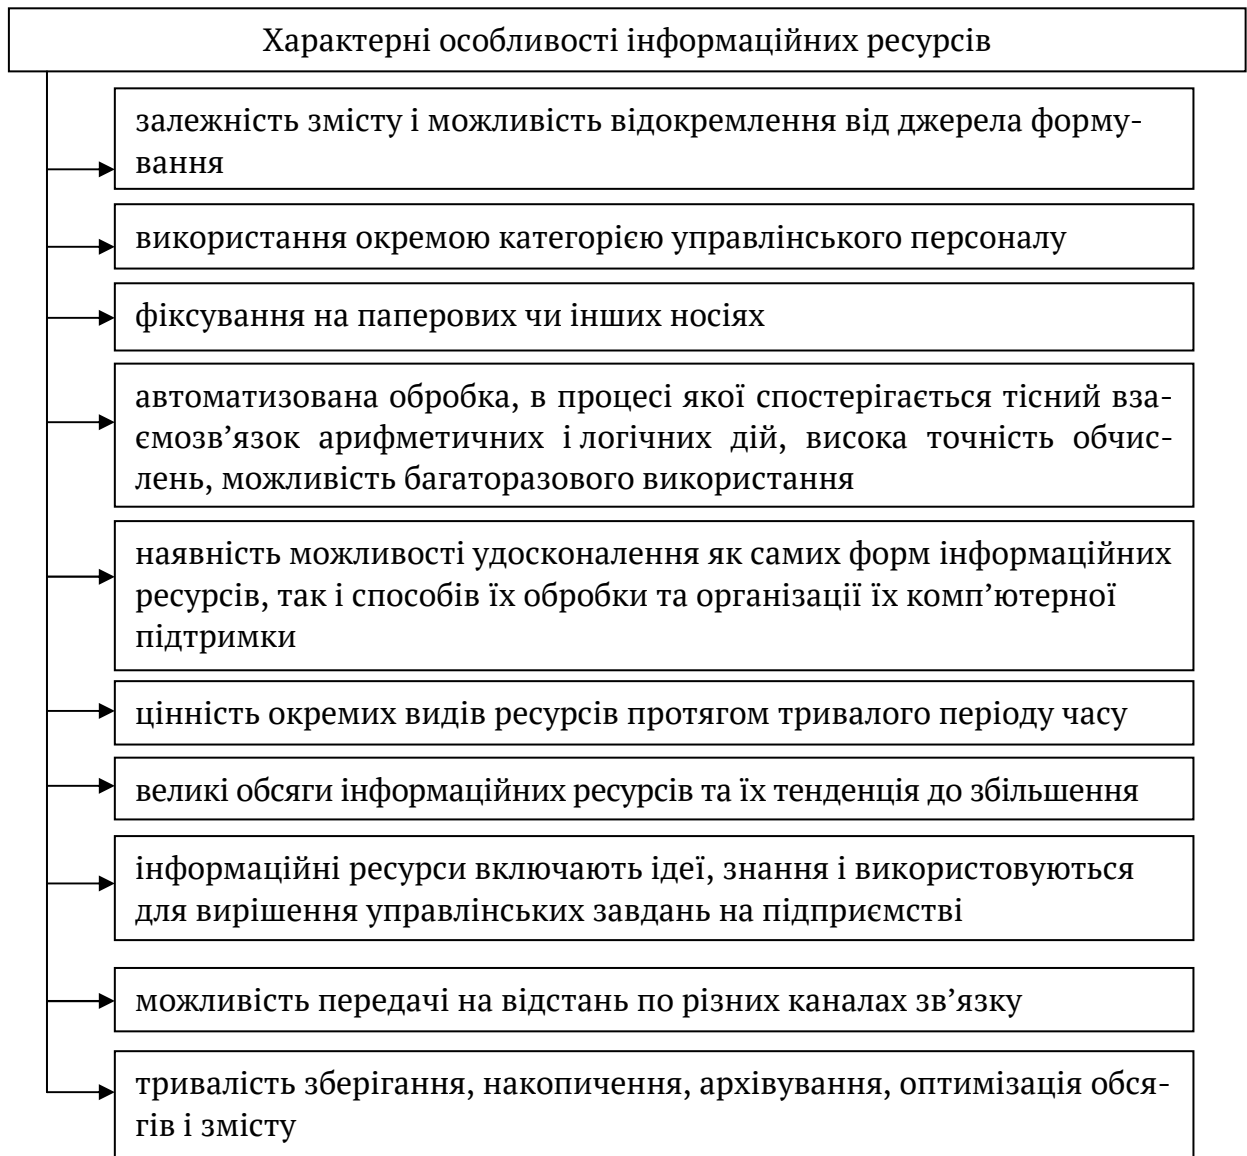 Характерні особливості інформаційних ресурсів
залежність змісту і можливість відокремлення від джерела форму-
вання
використання окремою категорією управлінського персоналу
фіксування на паперових чи інших носіях
автоматизована обробка, в процесі якої спостерігається тісний вза-
ємозв'язок арифметичних і логічних дій, висока точність обчис-
лень, можливість багаторазового використання
наявність можливості удосконалення як самих форм інформаційних
ресурсів, так і способів їх обробки та організації їх комп’ютерної
підтримки
цінність окремих видів ресурсів протягом тривалого періоду часу
великі обсяги інформаційних ресурсів та їх тенденція до збільшення
інформаційні ресурси включають ідеї, знання і використовуються
для вирішення управлінських завдань на підприємстві
можливість передачі на відстань по різних каналах зв’язку
тривалість зберігання, накопичення, архівування, оптимізація обся-
гів і змісту